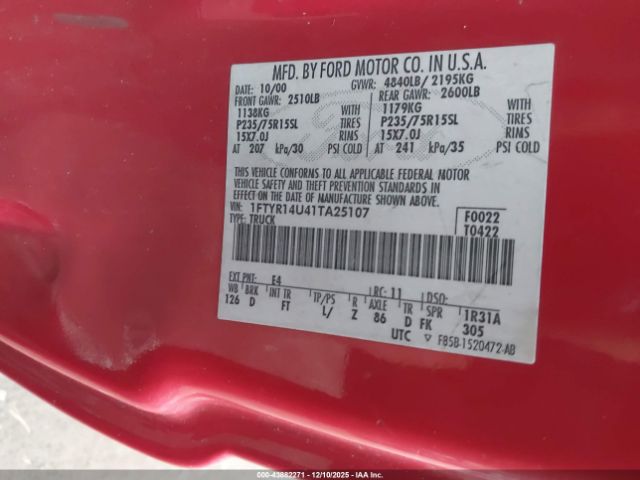 MFD. BY FORD MOTOR CO. IN U.S.A.
DATE: 10/00 GVWR: 4840LB/ 2195KG
FRONT GAWR: 2510LB REAR GAWR: 2600LB
1138KG WITH 1179KG WITH
P235/75R15SL TIRES P235/75R15SL TIRES
15X7.0J RIMS 15X7.0J RIMS
AT 207 kPa/30 PSI COLD AT 241 kPa/35 PSI COLD
THIS VEHICLE CONFORMS TO ALL APPLICABLE FEDERAL MOTOR
VEHICLE SAFETY AND THEFT PREVENTION STANDARDS IN
EFFECT ON THE DATE OF MANUFACTURE SHOWN ABOVE.
VIN: 1FTYR14U41TA25107 F0022
TYPE: TRUCK T0422
EXT PNT: E4 RC: 11 DSO:
WB BRK INT TR TP/PS R AXLE TR SPR 1R31A
126 D FT L/ Z 86 D FK 305
UTC ▽ F85B-1520472-AB
000-43882271 - 12/10/2025 - IAA Inc.